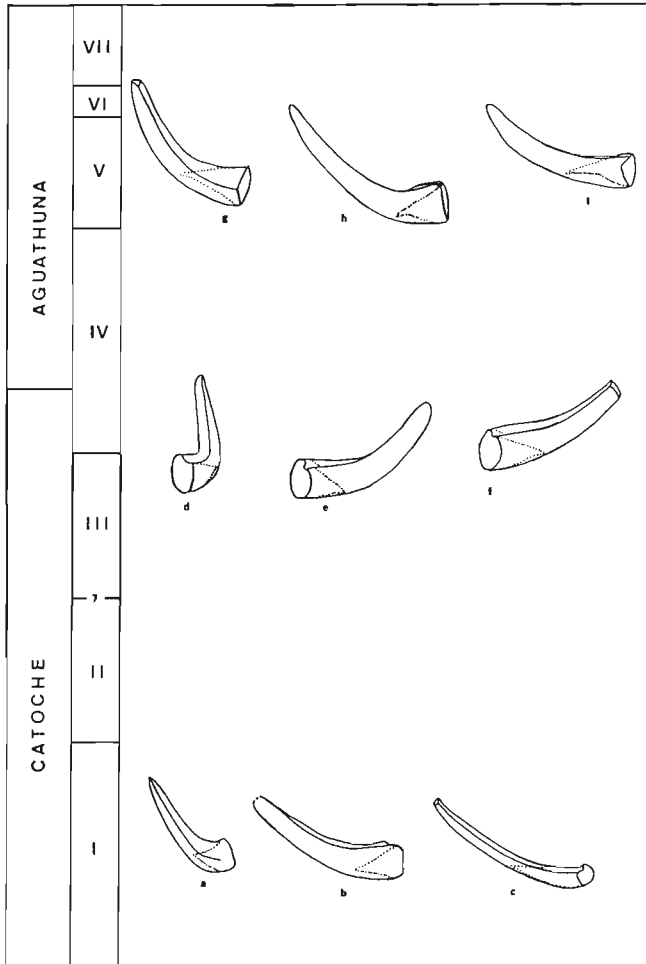 AGUATHUNA
CATOCHE
VII
VI
V
IV
III
?
II
I
g h i
d e f
a b c